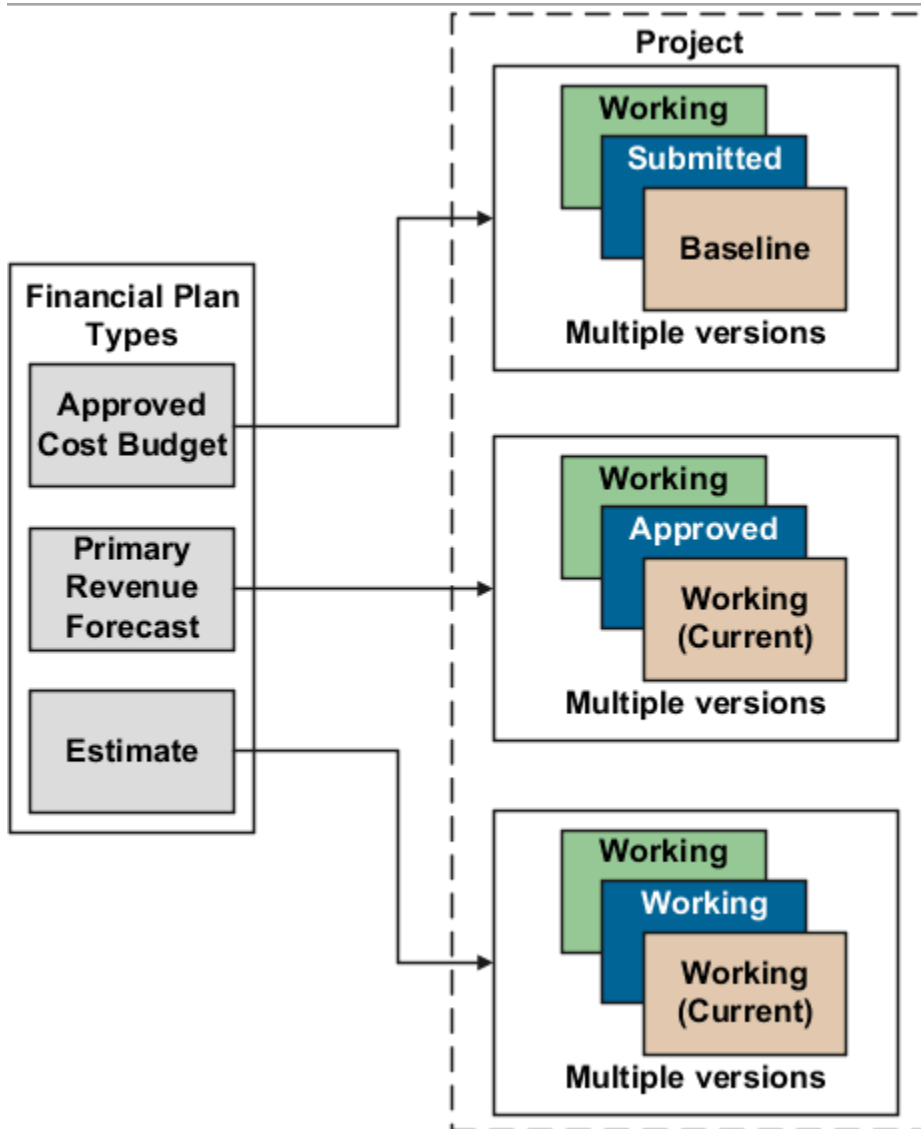 Project
Working
Submitted
Baseline
Multiple versions
Financial Plan
Types
Approved
Cost Budget
Primary
Revenue
Forecast
Estimate
Working
Approved
Working
(Current)
Multiple versions
Working
Working
Working
(Current)
Multiple versions